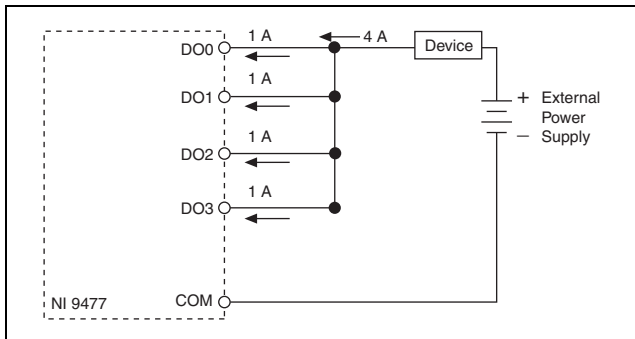 1 A
4 A
Device
DO0
1 A
DO1
+ External
Power
– Supply
1 A
DO2
1 A
DO3
COM
NI 9477